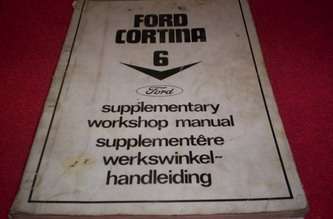 FORD
CORTINA
6
Ford
supplementary
workshop manual
supplementêre
werkswinkel-
handleiding